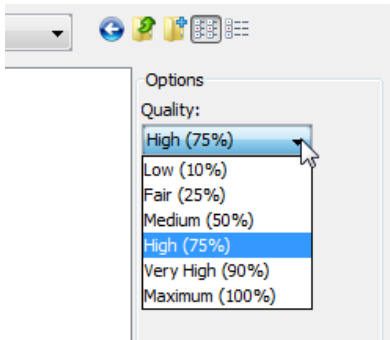 Options
Quality:
High (75%)
Low (10%)
Fair (25%)
Medium (50%)
High (75%)
Very High (90%)
Maximum (100%)